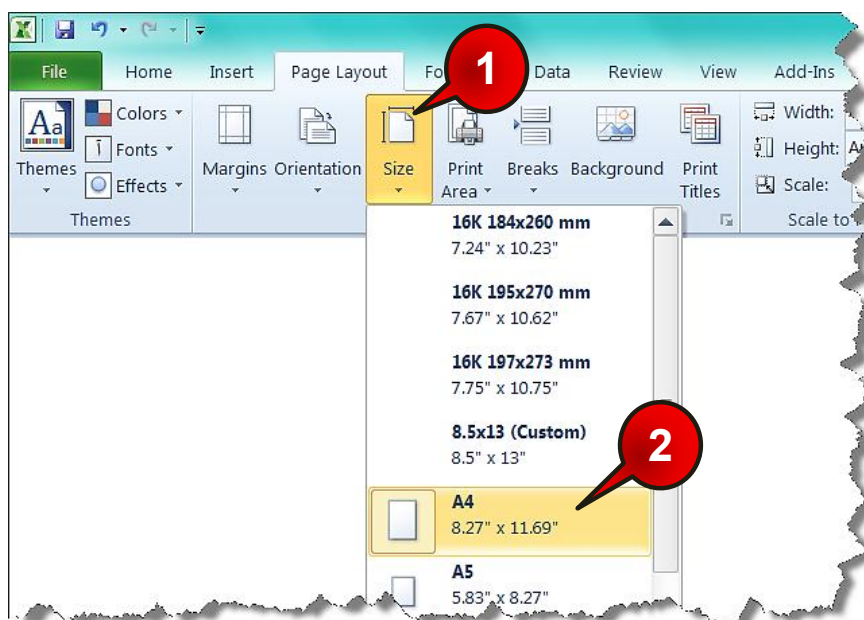 File Home Insert Page Layout Data Review View Add-Ins
1
Colors
Fonts
Effects
Themes
Themes
Margins Orientation Size Print Area Breaks Background Print Titles
Width:
Height:
Scale:
Scale to
16K 184x260 mm
7.24" x 10.23"
16K 195x270 mm
7.67" x 10.62"
16K 197x273 mm
7.75" x 10.75"
8.5x13 (Custom)
8.5" x 13"
2
A4
8.27" x 11.69"
A5
5.83" x 8.27"